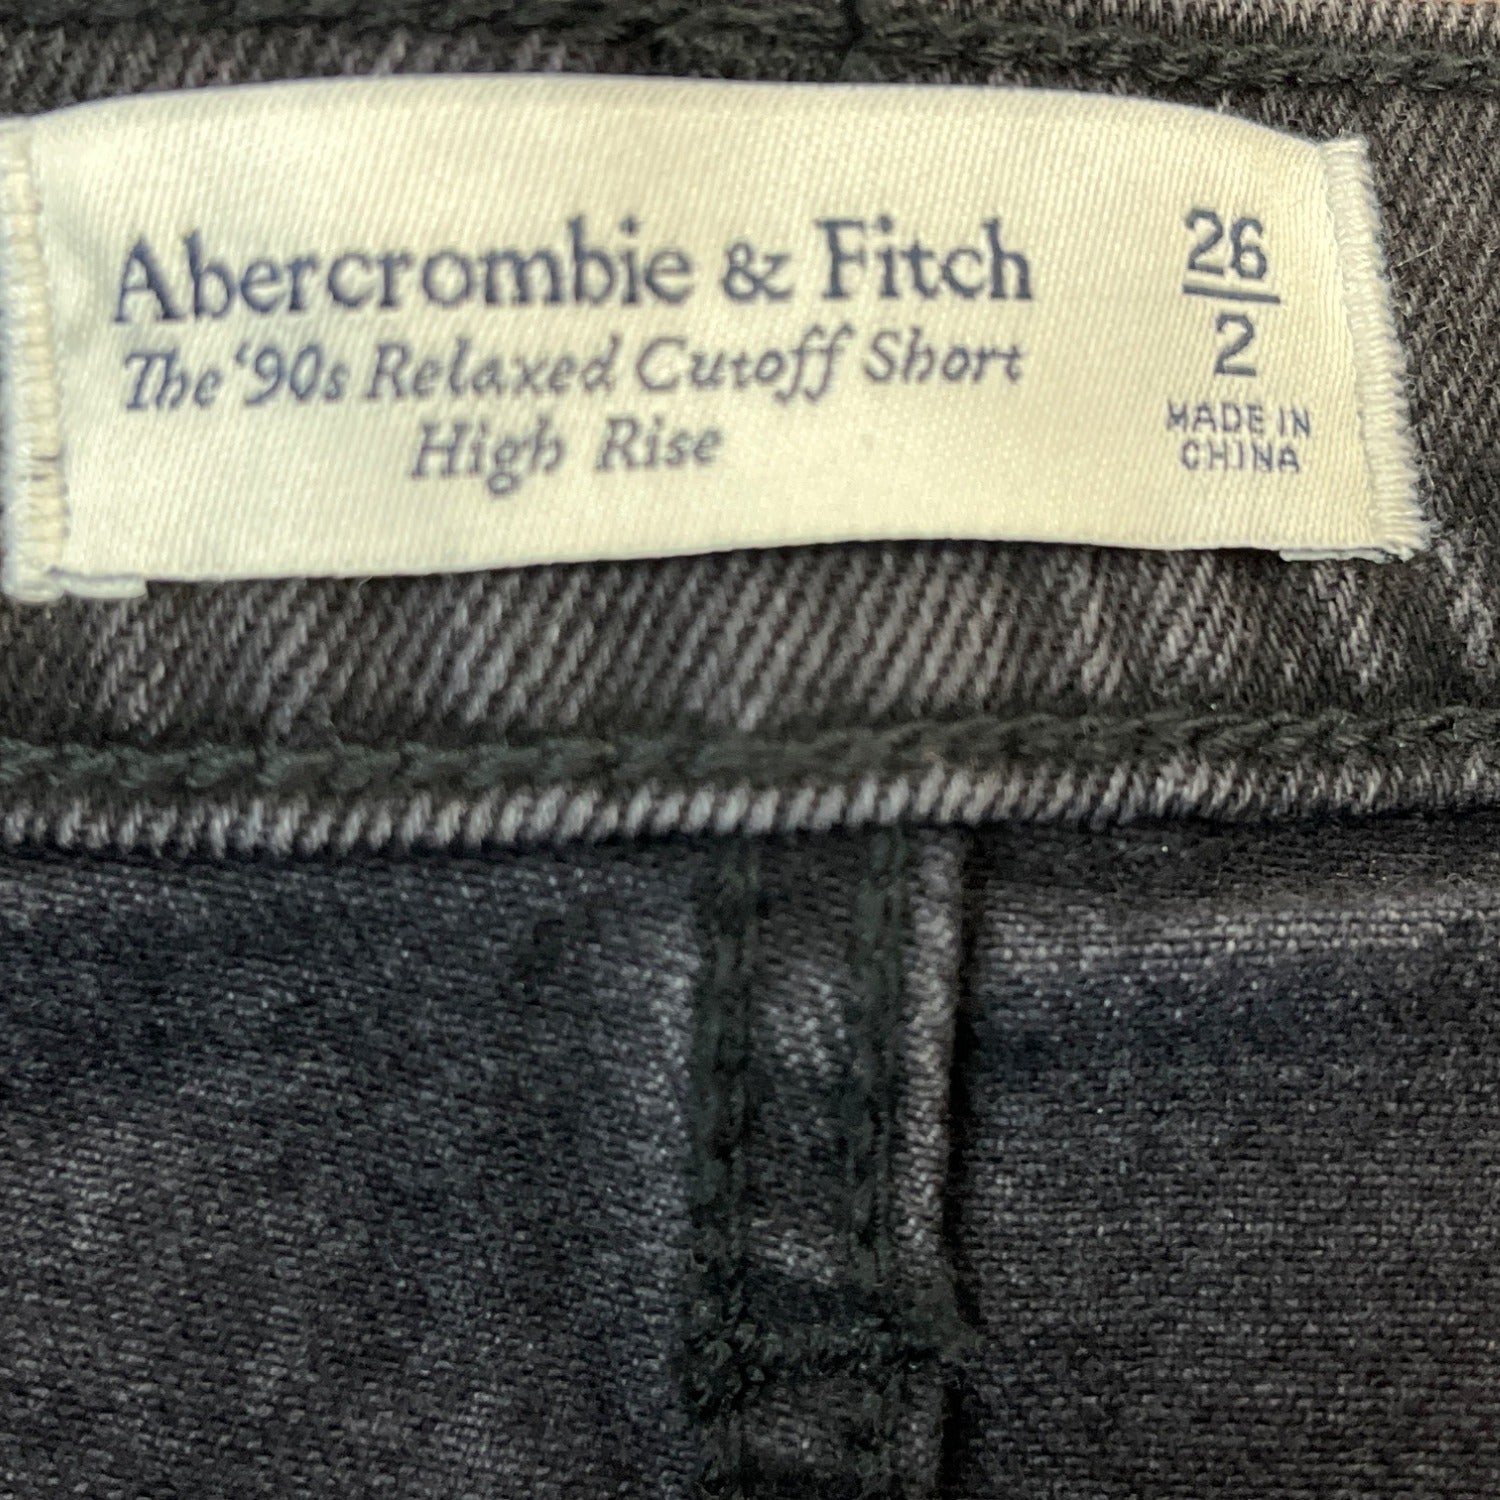 Abercrombie & Fitch
The ‘90s Relaxed Cutoff Short
High Rise
26
2
MADE IN
CHINA